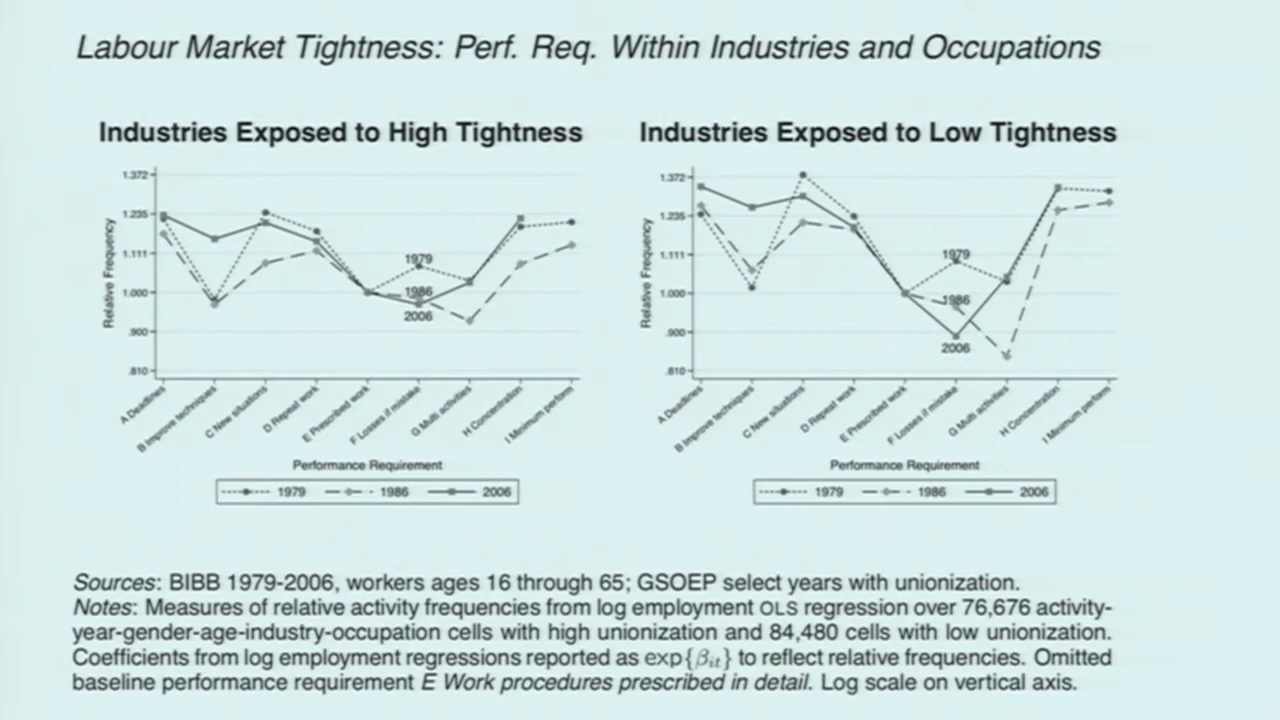 Labour Market Tightness: Perf. Req. Within Industries and Occupations
Industries Exposed to High Tightness
1.372
1.235
1.111
1.000
.900
.810
Relative Frequency
1979
1986
2006
A Deadlines
B Improve techniques
C New situations
D Repeat work
E Prescribed work
F Losses if mistake
G Multi activities
H Concentration
I Minimum perform
Performance Requirement
1979 1986 2006
Industries Exposed to Low Tightness
1.372
1.235
1.111
1.000
.900
.810
Relative Frequency
1979
1986
2006
A Deadlines
B Improve techniques
C New situations
D Repeat work
E Prescribed work
F Losses if mistake
G Multi activities
H Concentration
I Minimum perform
Performance Requirement
1979 1986 2006
Sources: BIBB 1979-2006, workers ages 16 through 65; GSOEP select years with unionization.
Notes: Measures of relative activity frequencies from log employment OLS regression over 76,676 activity-
year-gender-age-industry-occupation cells with high unionization and 84,480 cells with low unionization.
Coefficients from log employment regressions reported as exp{β_it} to reflect relative frequencies. Omitted
baseline performance requirement E Work procedures prescribed in detail. Log scale on vertical axis.